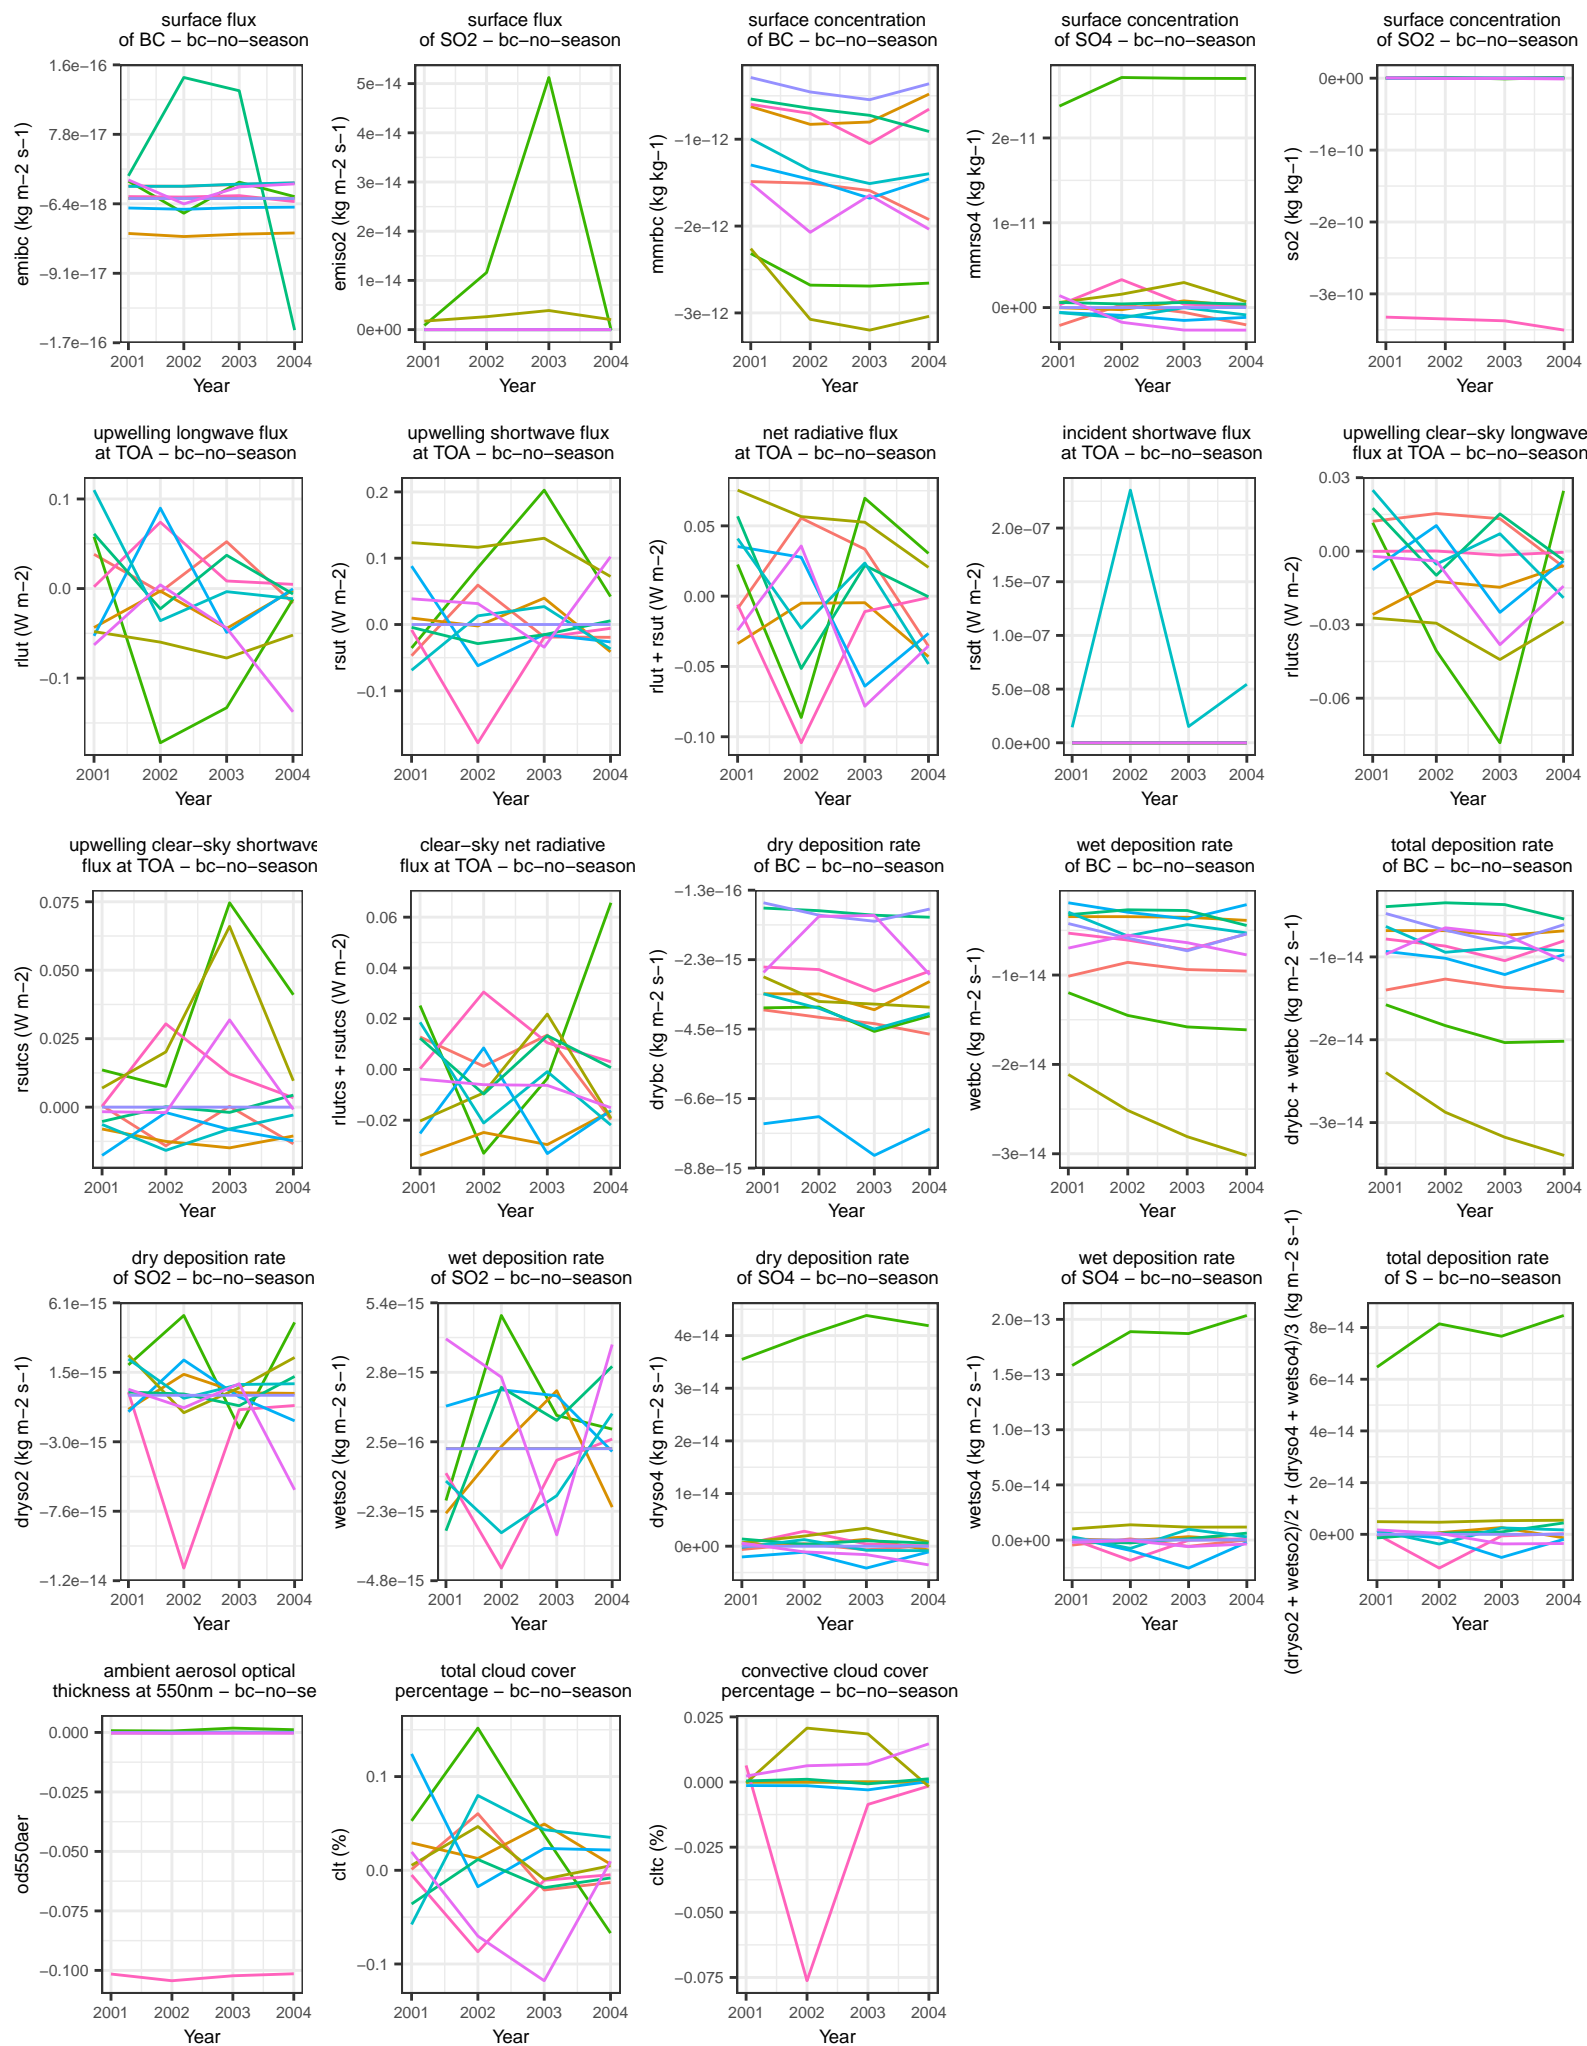 surface flux
of BC − bc−no−season
1.6e−16
7.8e−17
−6.4e−18
−9.1e−17
−1.7e−16
emibc (kg m−2 s−1)
2001 2002 2003 2004
Year
surface flux
of SO2 − bc−no−season
5e−14
4e−14
3e−14
2e−14
1e−14
0e+00
emiso2 (kg m−2 s−1)
2001 2002 2003 2004
Year
surface concentration
of BC − bc−no−season
−1e−12
−2e−12
−3e−12
mmrbc (kg kg−1)
2001 2002 2003 2004
Year
surface concentration
of SO4 − bc−no−season
2e−11
1e−11
0e+00
mmrso4 (kg kg−1)
2001 2002 2003 2004
Year
surface concentration
of SO2 − bc−no−season
0e+00
−1e−10
−2e−10
−3e−10
so2 (kg kg−1)
2001 2002 2003 2004
Year
upwelling longwave flux
at TOA − bc−no−season
0.1
0.0
−0.1
rlut (W m−2)
2001 2002 2003 2004
Year
upwelling shortwave flux
at TOA − bc−no−season
0.2
0.1
0.0
−0.1
rsut (W m−2)
2001 2002 2003 2004
Year
net radiative flux
at TOA − bc−no−season
0.05
0.00
−0.05
−0.10
rlut + rsut (W m−2)
2001 2002 2003 2004
Year
incident shortwave flux
at TOA − bc−no−season
2.0e−07
1.5e−07
1.0e−07
5.0e−08
0.0e+00
rsdt (W m−2)
2001 2002 2003 2004
Year
upwelling clear−sky longwave
flux at TOA − bc−no−season
0.03
0.00
−0.03
−0.06
rlutcs (W m−2)
2001 2002 2003 2004
Year
upwelling clear−sky shortwave
flux at TOA − bc−no−season
0.075
0.050
0.025
0.000
rsutcs (W m−2)
2001 2002 2003 2004
Year
clear−sky net radiative
flux at TOA − bc−no−season
0.06
0.04
0.02
0.00
−0.02
rlutcs + rsutcs (W m−2)
2001 2002 2003 2004
Year
dry deposition rate
of BC − bc−no−season
−1.3e−16
−2.3e−15
−4.5e−15
−6.6e−15
−8.8e−15
drybc (kg m−2 s−1)
2001 2002 2003 2004
Year
wet deposition rate
of BC − bc−no−season
−1e−14
−2e−14
−3e−14
wetbc (kg m−2 s−1)
2001 2002 2003 2004
Year
total deposition rate
of BC − bc−no−season
−1e−14
−2e−14
−3e−14
drybc + wetbc (kg m−2 s−1)
2001 2002 2003 2004
Year
dry deposition rate
of SO2 − bc−no−season
6.1e−15
1.5e−15
−3.0e−15
−7.6e−15
−1.2e−14
dryso2 (kg m−2 s−1)
2001 2002 2003 2004
Year
wet deposition rate
of SO2 − bc−no−season
5.4e−15
2.8e−15
2.5e−16
−2.3e−15
−4.8e−15
wetso2 (kg m−2 s−1)
2001 2002 2003 2004
Year
dry deposition rate
of SO4 − bc−no−season
4e−14
3e−14
2e−14
1e−14
0e+00
dryso4 (kg m−2 s−1)
2001 2002 2003 2004
Year
wet deposition rate
of SO4 − bc−no−season
2.0e−13
1.5e−13
1.0e−13
5.0e−14
0.0e+00
wetso4 (kg m−2 s−1)
2001 2002 2003 2004
Year
total deposition rate
of S − bc−no−season
8e−14
6e−14
4e−14
2e−14
0e+00
(dryso2 + wetso2)/2 + (dryso4 + wetso4)/3 (kg m−2 s−1)
2001 2002 2003 2004
Year
ambient aerosol optical
thickness at 550nm − bc−no−se
0.000
−0.025
−0.050
−0.075
−0.100
od550aer
2001 2002 2003 2004
Year
total cloud cover
percentage − bc−no−season
0.1
0.0
−0.1
clt (%)
2001 2002 2003 2004
Year
convective cloud cover
percentage − bc−no−season
0.025
0.000
−0.025
−0.050
−0.075
cltc (%)
2001 2002 2003 2004
Year